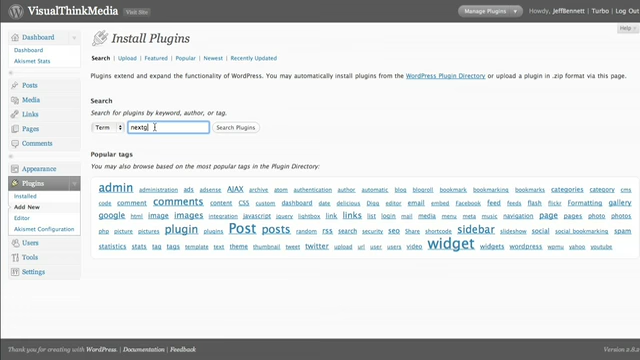 VisualThinkMedia Visit Site
Manage Plugins Howdy, JeffBennett | Turbo | Log Out
Help
Dashboard
Dashboard
Akismet Stats
Posts
Media
Links
Pages
Comments
Appearance
Plugins
Installed
Add New
Editor
Akismet Configuration
Users
Tools
Settings
Install Plugins
Search | Upload | Featured | Popular | Newest | Recently Updated
Plugins extend and expand the functionality of WordPress. You may automatically install plugins from the WordPress Plugin Directory or upload a plugin in .zip format via this page.
Search
Search for plugins by keyword, author, or tag.
Term nextg Search Plugins
Popular tags
You may also browse based on the most popular tags in the Plugin Directory:
admin administration ads adsense AJAX archive atom authentication author automatic blog blogroll bookmark bookmarking bookmarks categories category cms
code comment comments content CSS custom dashboard date delicious Digg editor email embed Facebook feed feeds flash flickr Formatting gallery
google html image images integration javascript jquery lightbox link links list login mail media menu meta music navigation page pages photo photos
php picture pictures plugin plugins Post posts random rss search security seo Share shortcode sidebar slideshow social social bookmarking spam
statistics stats tag tags template text theme thumbnail tweet twitter upload url user users video widget widgets wordpress wpmu yahoo youtube
Thank you for creating with WordPress | Documentation | Feedback
Version 2.8.